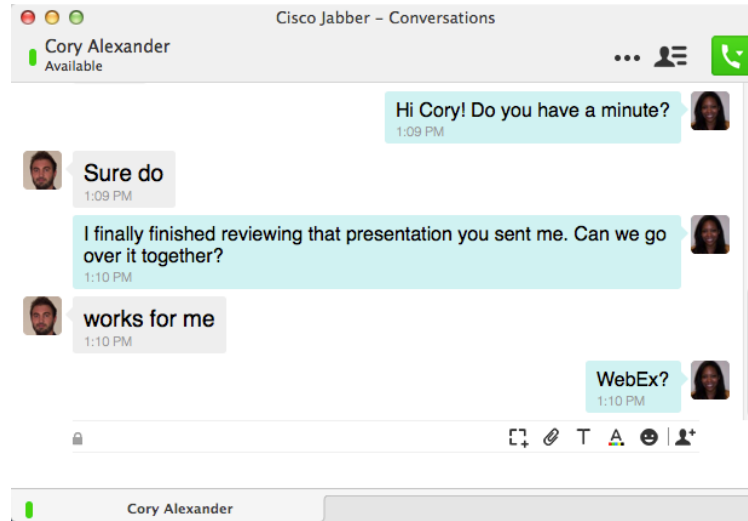 Cisco Jabber – Conversations
Cory Alexander
Available
Hi Cory! Do you have a minute?
1:09 PM
Sure do
1:09 PM
I finally finished reviewing that presentation you sent me. Can we go
over it together?
1:10 PM
works for me
1:10 PM
WebEx?
1:10 PM
T A
Cory Alexander